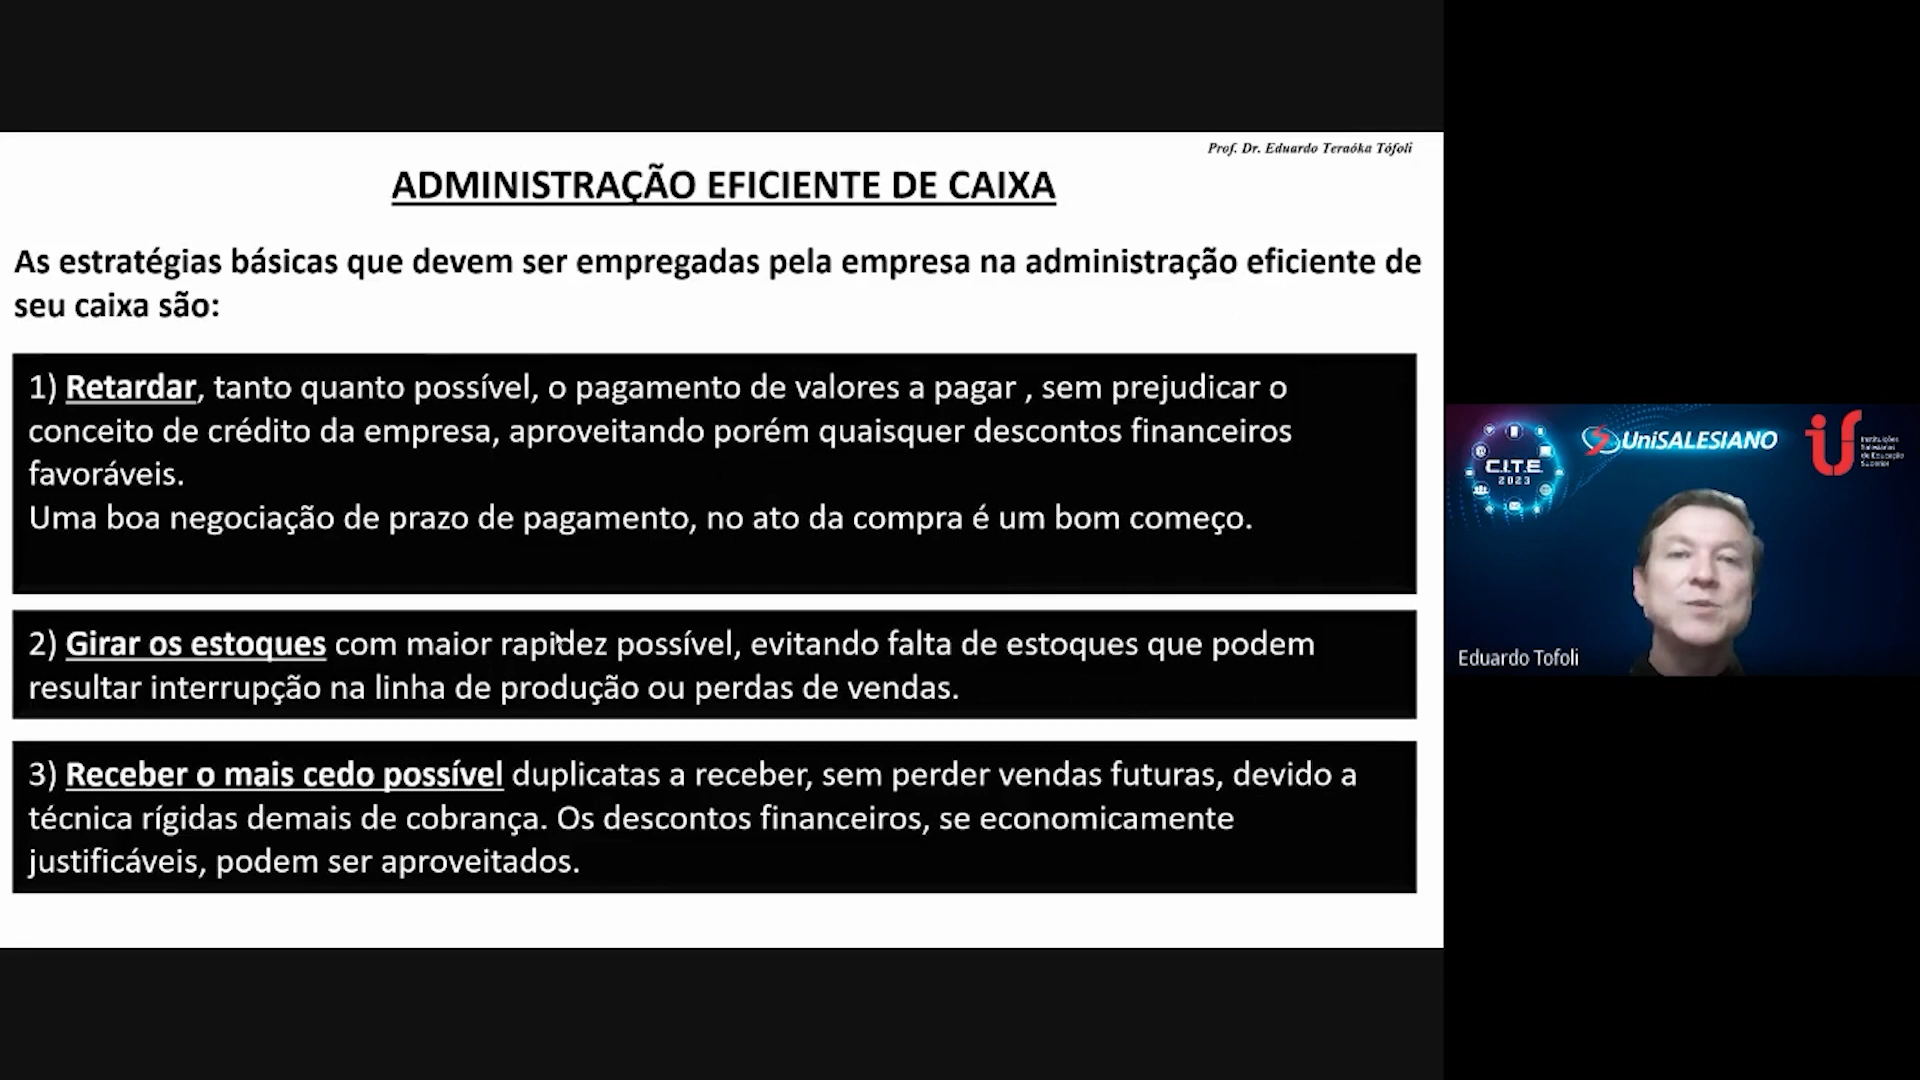 Prof. Dr. Eduardo Teraóka Tófoli
ADMINISTRAÇÃO EFICIENTE DE CAIXA
As estratégias básicas que devem ser empregadas pela empresa na administração eficiente de
seu caixa são:
1) Retardar, tanto quanto possível, o pagamento de valores a pagar , sem prejudicar o
conceito de crédito da empresa, aproveitando porém quaisquer descontos financeiros
favoráveis.
Uma boa negociação de prazo de pagamento, no ato da compra é um bom começo.
2) Girar os estoques com maior rapidez possível, evitando falta de estoques que podem
resultar interrupção na linha de produção ou perdas de vendas.
3) Receber o mais cedo possível duplicatas a receber, sem perder vendas futuras, devido a
técnica rígidas demais de cobrança. Os descontos financeiros, se economicamente
justificáveis, podem ser aproveitados.
C.I.T.E
2023
UniSALESIANO
Instituições
Salesianas
de Educação
Superior
Eduardo Tofoli